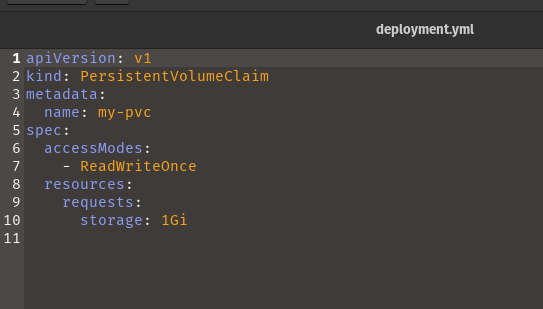 deployment.yml
1 apiVersion: v1
2 kind: PersistentVolumeClaim
3 metadata:
4   name: my-pvc
5 spec:
6   accessModes:
7     - ReadWriteOnce
8   resources:
9     requests:
10       storage: 1Gi
11